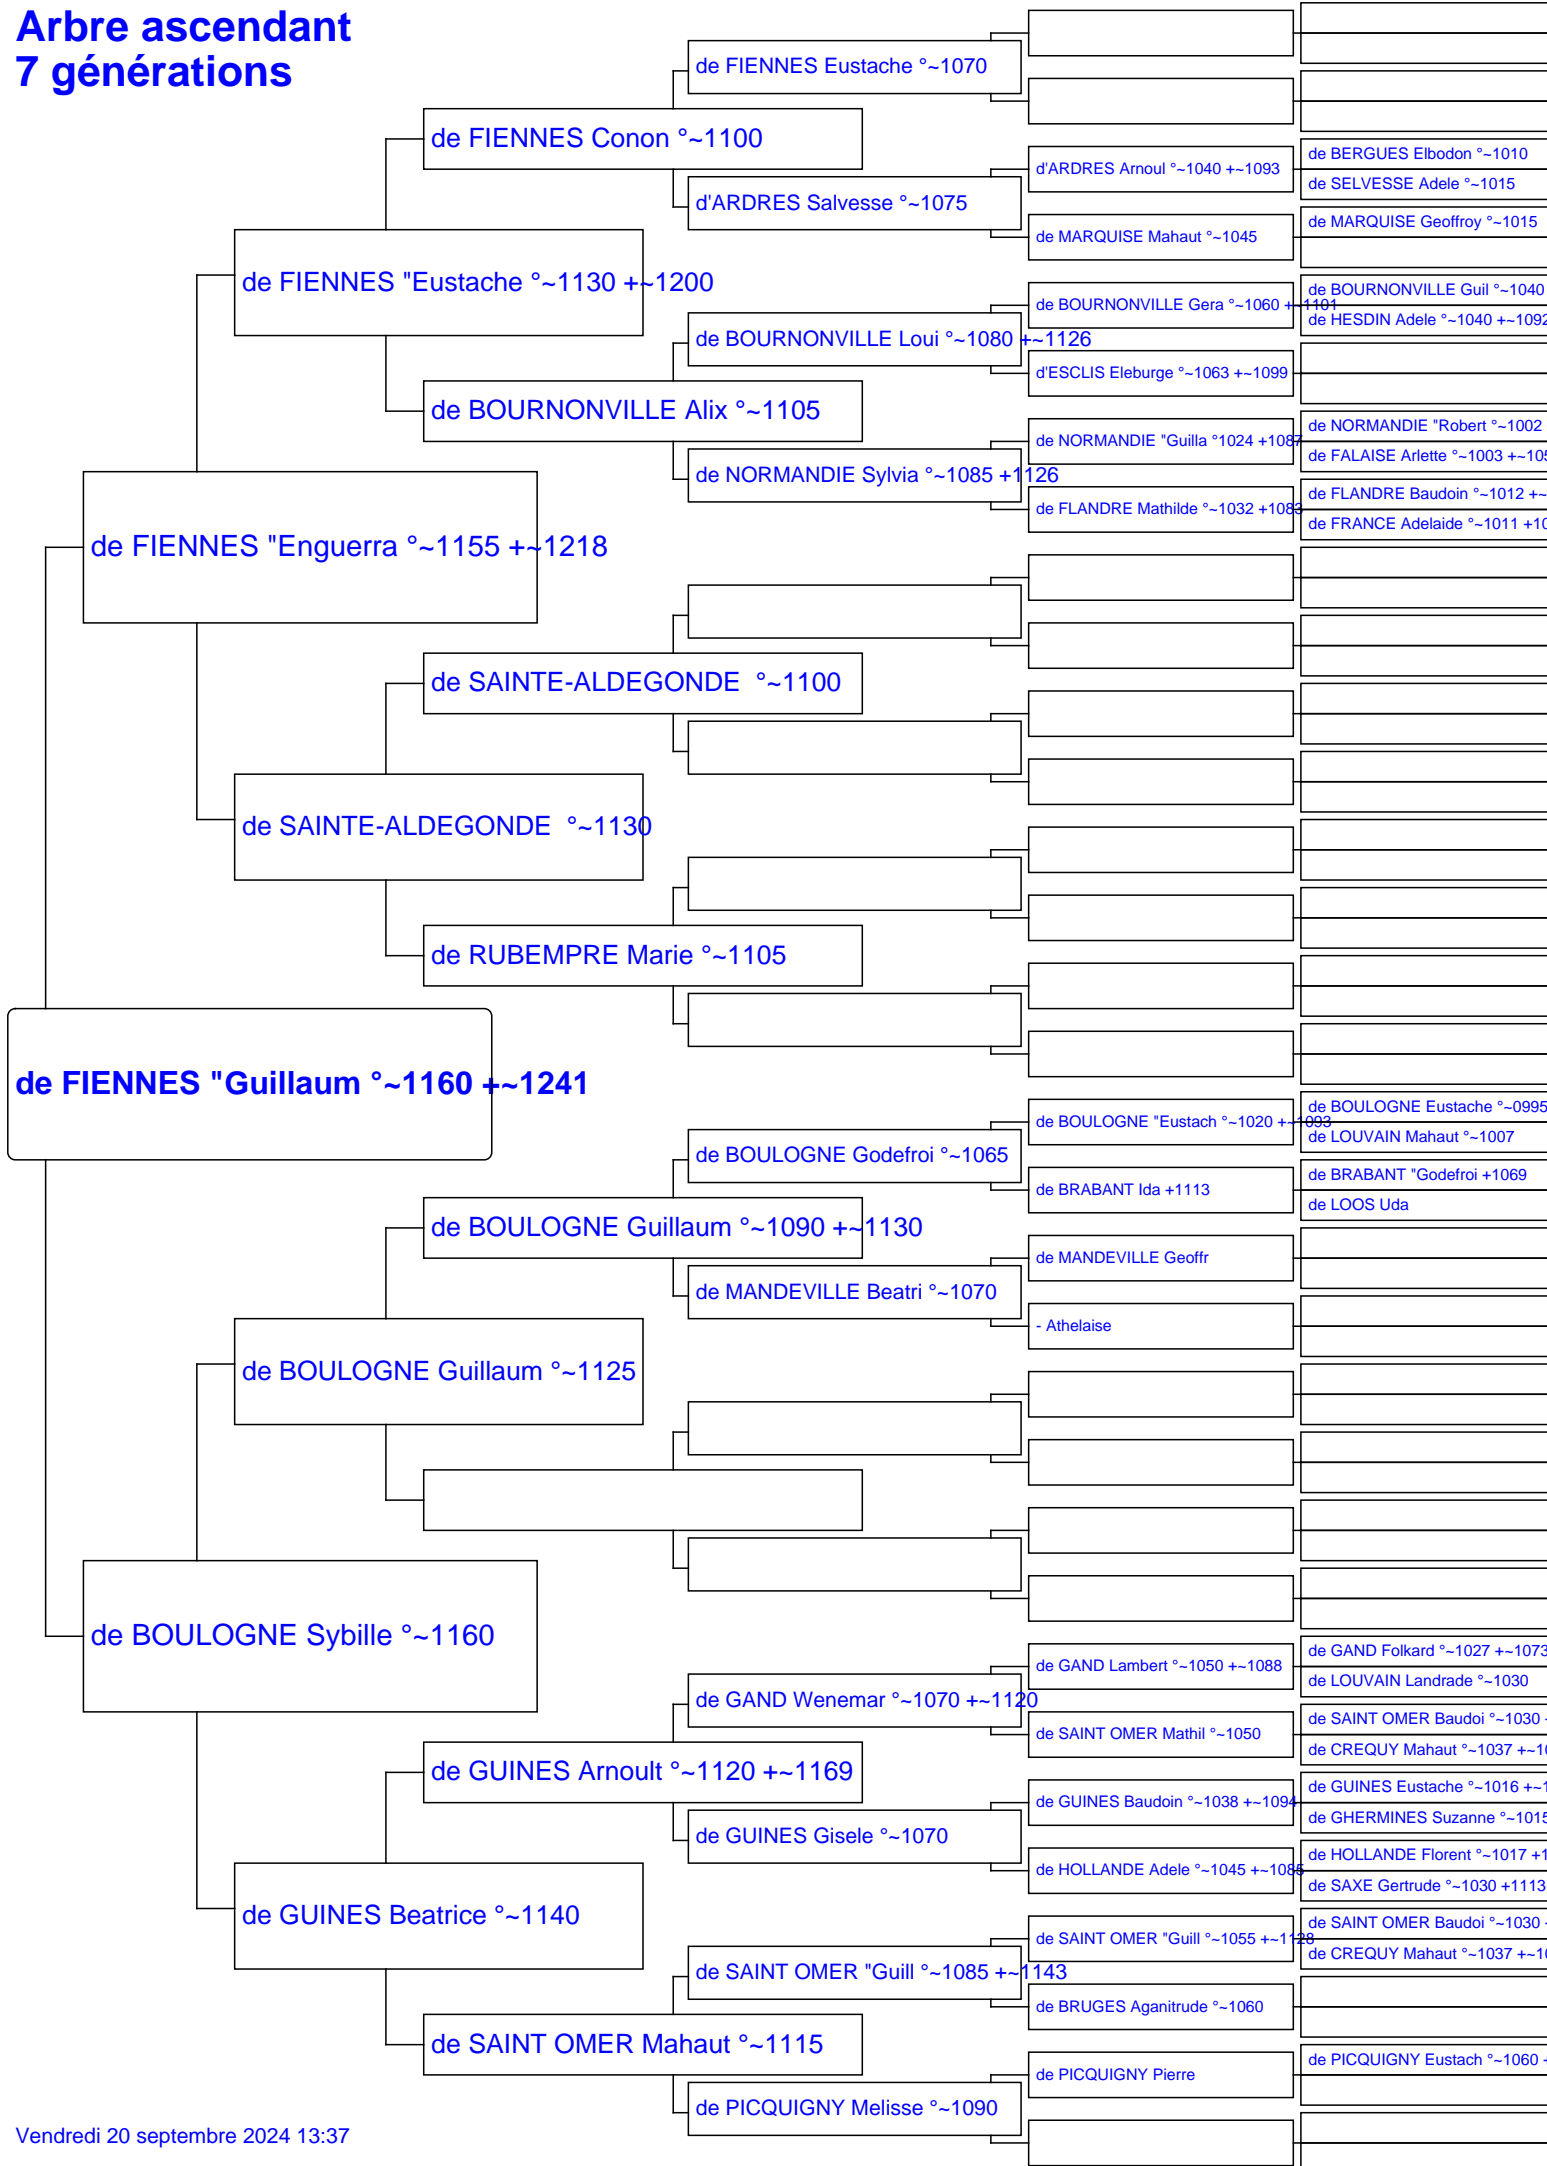 Arbre ascendant
7 générations
de FIENNES "Guillaum °~1160 +~1241
de FIENNES "Enguerra °~1155 +~1218
de BOULOGNE Sybille °~1160
de FIENNES "Eustache °~1130 +~1200
de SAINTE-ALDEGONDE °~1130
de BOULOGNE Guillaum °~1125
de GUINES Beatrice °~1140
de FIENNES Conon °~1100
de BOURNONVILLE Alix °~1105
de SAINTE-ALDEGONDE °~1100
de RUBEMPRE Marie °~1105
de BOULOGNE Guillaum °~1090 +~1130
de GUINES Arnoult °~1120 +~1169
de SAINT OMER Mahaut °~1115
de FIENNES Eustache °~1070
d'ARDRES Salvesse °~1075
de BOURNONVILLE Loui °~1080 +~1126
de NORMANDIE Sylvia °~1085 +1126
de BOULOGNE Godefroi °~1065
de MANDEVILLE Beatri °~1070
de GAND Wenemar °~1070 +~1120
de GUINES Gisele °~1070
de SAINT OMER "Guill °~1085 +~1143
de PICQUIGNY Melisse °~1090
d'ARDRES Arnoul °~1040 +~1093
de MARQUISE Mahaut °~1045
de BOURNONVILLE Gera °~1060 +~1101
d'ESCLIS Eleburge °~1063 +~1099
de NORMANDIE "Guilla °1024 +1087
de FLANDRE Mathilde °~1032 +1083
de BOULOGNE "Eustach °~1020 +~1093
de BRABANT Ida +1113
de MANDEVILLE Geoffr
- Athelaise
de GAND Lambert °~1050 +~1088
de SAINT OMER Mathil °~1050
de GUINES Baudoin °~1038 +~1094
de HOLLANDE Adele °~1045 +~1085
de SAINT OMER "Guill °~1055 +~1128
de BRUGES Aganitrude °~1060
de PICQUIGNY Pierre
de BERGUES Elbodon °~1010
de SELVESSE Adele °~1015
de MARQUISE Geoffroy °~1015
de BOURNONVILLE Guil °~1040
de HESDIN Adele °~1040 +~1092
de NORMANDIE "Robert °~1002
de FALAISE Arlette °~1003 +~105
de FLANDRE Baudoin °~1012 +~
de FRANCE Adelaide °~1011 +10
de BOULOGNE Eustache °~0995
de LOUVAIN Mahaut °~1007
de BRABANT "Godefroi +1069
de LOOS Uda
de GAND Folkard °~1027 +~1073
de LOUVAIN Landrade °~1030
de SAINT OMER Baudoi °~1030
de CREQUY Mahaut °~1037 +~10
de GUINES Eustache °~1016 +~1
de GHERMINES Suzanne °~1015
de HOLLANDE Florent °~1017 +1
de SAXE Gertrude °~1030 +1113
de SAINT OMER Baudoi °~1030
de CREQUY Mahaut °~1037 +~10
de PICQUIGNY Eustach °~1060
Vendredi 20 septembre 2024 13:37